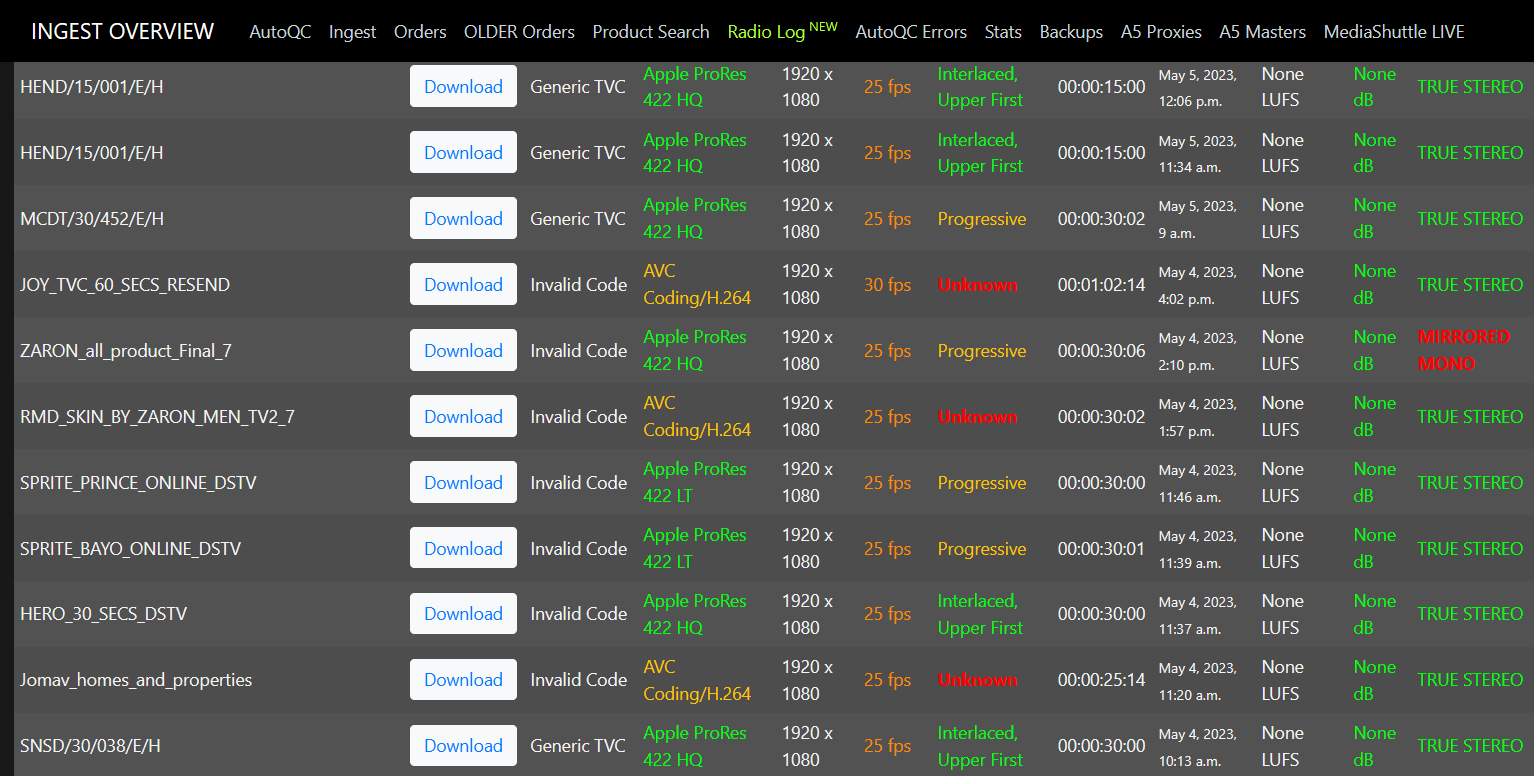 INGEST OVERVIEW AutoQC Ingest Orders OLDER Orders Product Search Radio Log NEW AutoQC Errors Stats Backups A5 Proxies A5 Masters MediaShuttle LIVE
HEND/15/001/E/H Download Generic TVC Apple ProRes 422 HQ 1920 x 1080 25 fps Interlaced, Upper First 00:00:15:00 May 5, 2023, 12:06 p.m. None LUFS None dB TRUE STEREO
HEND/15/001/E/H Download Generic TVC Apple ProRes 422 HQ 1920 x 1080 25 fps Interlaced, Upper First 00:00:15:00 May 5, 2023, 11:34 a.m. None LUFS None dB TRUE STEREO
MCDT/30/452/E/H Download Generic TVC Apple ProRes 422 HQ 1920 x 1080 25 fps Progressive 00:00:30:02 May 5, 2023, 9 a.m. None LUFS None dB TRUE STEREO
JOY_TVC_60_SECS_RESEND Download Invalid Code AVC Coding/H.264 1920 x 1080 30 fps Unknown 00:01:02:14 May 4, 2023, 4:02 p.m. None LUFS None dB TRUE STEREO
ZARON_all_product_Final_7 Download Invalid Code Apple ProRes 422 HQ 1920 x 1080 25 fps Progressive 00:00:30:06 May 4, 2023, 2:10 p.m. None LUFS None dB MIRRORED MONO
RMD_SKIN_BY_ZARON_MEN_TV2_7 Download Invalid Code AVC Coding/H.264 1920 x 1080 25 fps Unknown 00:00:30:02 May 4, 2023, 1:57 p.m. None LUFS None dB TRUE STEREO
SPRITE_PRINCE_ONLINE_DSTV Download Invalid Code Apple ProRes 422 LT 1920 x 1080 25 fps Progressive 00:00:30:00 May 4, 2023, 11:46 a.m. None LUFS None dB TRUE STEREO
SPRITE_BAYO_ONLINE_DSTV Download Invalid Code Apple ProRes 422 LT 1920 x 1080 25 fps Progressive 00:00:30:01 May 4, 2023, 11:39 a.m. None LUFS None dB TRUE STEREO
HERO_30_SECS_DSTV Download Invalid Code Apple ProRes 422 HQ 1920 x 1080 25 fps Interlaced, Upper First 00:00:30:00 May 4, 2023, 11:37 a.m. None LUFS None dB TRUE STEREO
Jomav_homes_and_properties Download Invalid Code AVC Coding/H.264 1920 x 1080 25 fps Unknown 00:00:25:14 May 4, 2023, 11:20 a.m. None LUFS None dB TRUE STEREO
SNSD/30/038/E/H Download Generic TVC Apple ProRes 422 HQ 1920 x 1080 25 fps Interlaced, Upper First 00:00:30:00 May 4, 2023, 10:13 a.m. None LUFS None dB TRUE STEREO